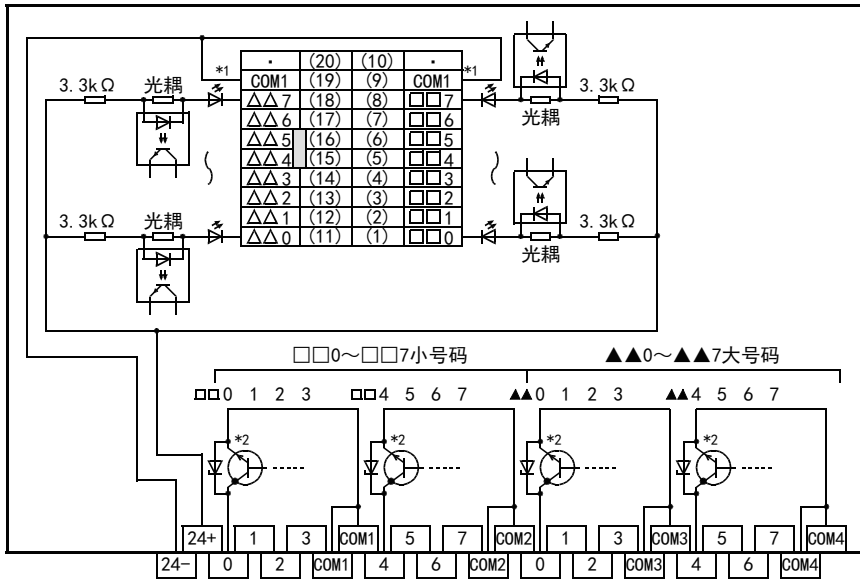 · (20) (10) ·
*1 COM1 (19) (9) COM1 *1
3.3kΩ 光耦 △△7 (18) (8) □□7 光耦 3.3kΩ
△△6 (17) (7) □□6
△△5 (16) (6) □□5
△△4 (15) (5) □□4
△△3 (14) (4) □□3
△△2 (13) (3) □□2
△△1 (12) (2) □□1
3.3kΩ 光耦 △△0 (11) (1) □□0 光耦 3.3kΩ
□□0～□□7小号码 ▲▲0～▲▲7大号码
□□0 1 2 3 □□4 5 6 7 ▲▲0 1 2 3 ▲▲4 5 6 7
*2 *2 *2 *2
24+ 1 3 COM1 5 7 COM2 1 3 COM3 5 7 COM4
24− 0 2 COM1 4 6 COM2 0 2 COM3 4 6 COM4